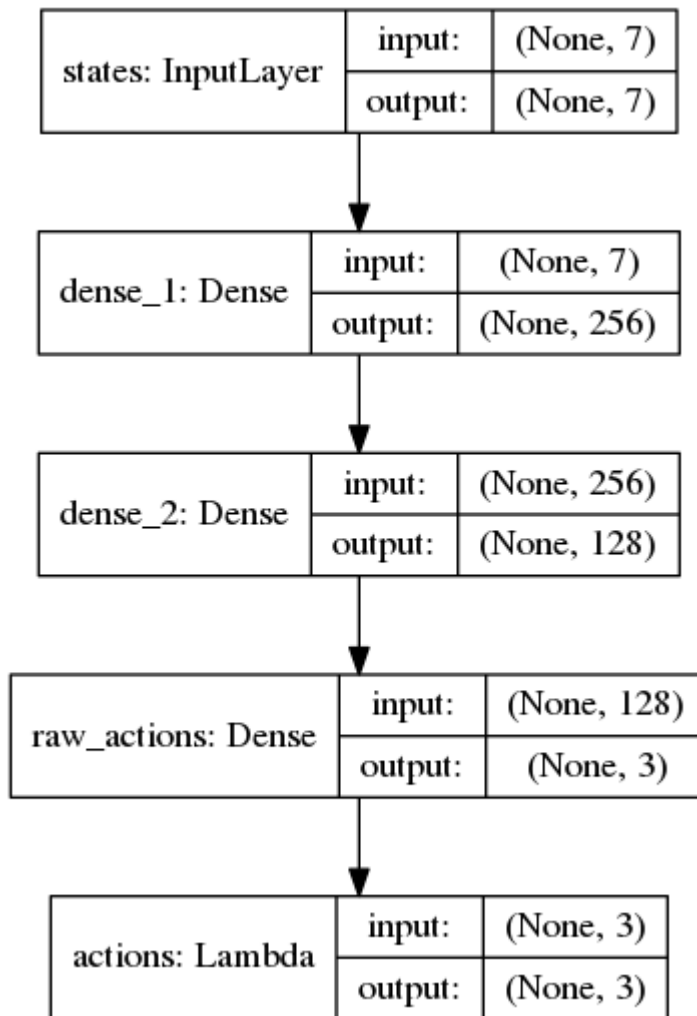 states: InputLayer
input:
(None, 7)
output:
(None, 7)
dense_1: Dense
input:
(None, 7)
output:
(None, 256)
dense_2: Dense
input:
(None, 256)
output:
(None, 128)
raw_actions: Dense
input:
(None, 128)
output:
(None, 3)
actions: Lambda
input:
(None, 3)
output:
(None, 3)